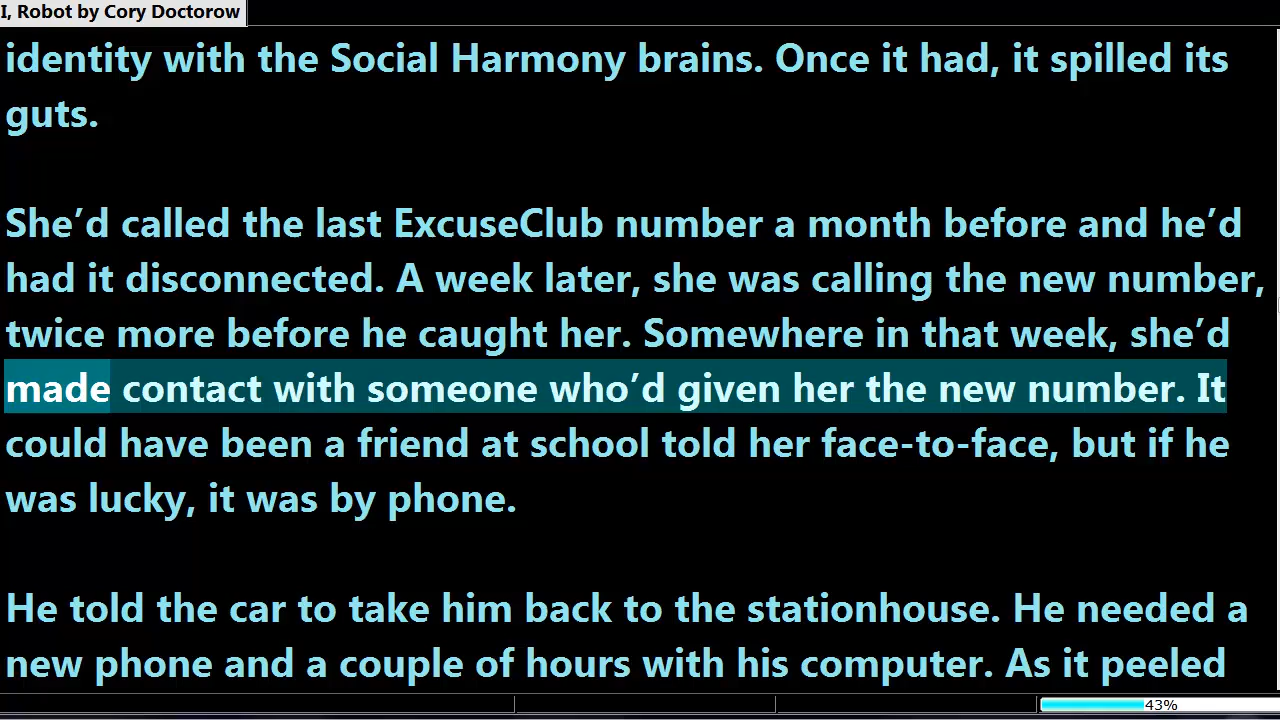 I, Robot by Cory Doctorow
identity with the Social Harmony brains. Once it had, it spilled its
guts.
She’d called the last ExcuseClub number a month before and he’d
had it disconnected. A week later, she was calling the new number,
twice more before he caught her. Somewhere in that week, she’d
made contact with someone who’d given her the new number. It
could have been a friend at school told her face-to-face, but if he
was lucky, it was by phone.
He told the car to take him back to the stationhouse. He needed a
new phone and a couple of hours with his computer. As it peeled
43%